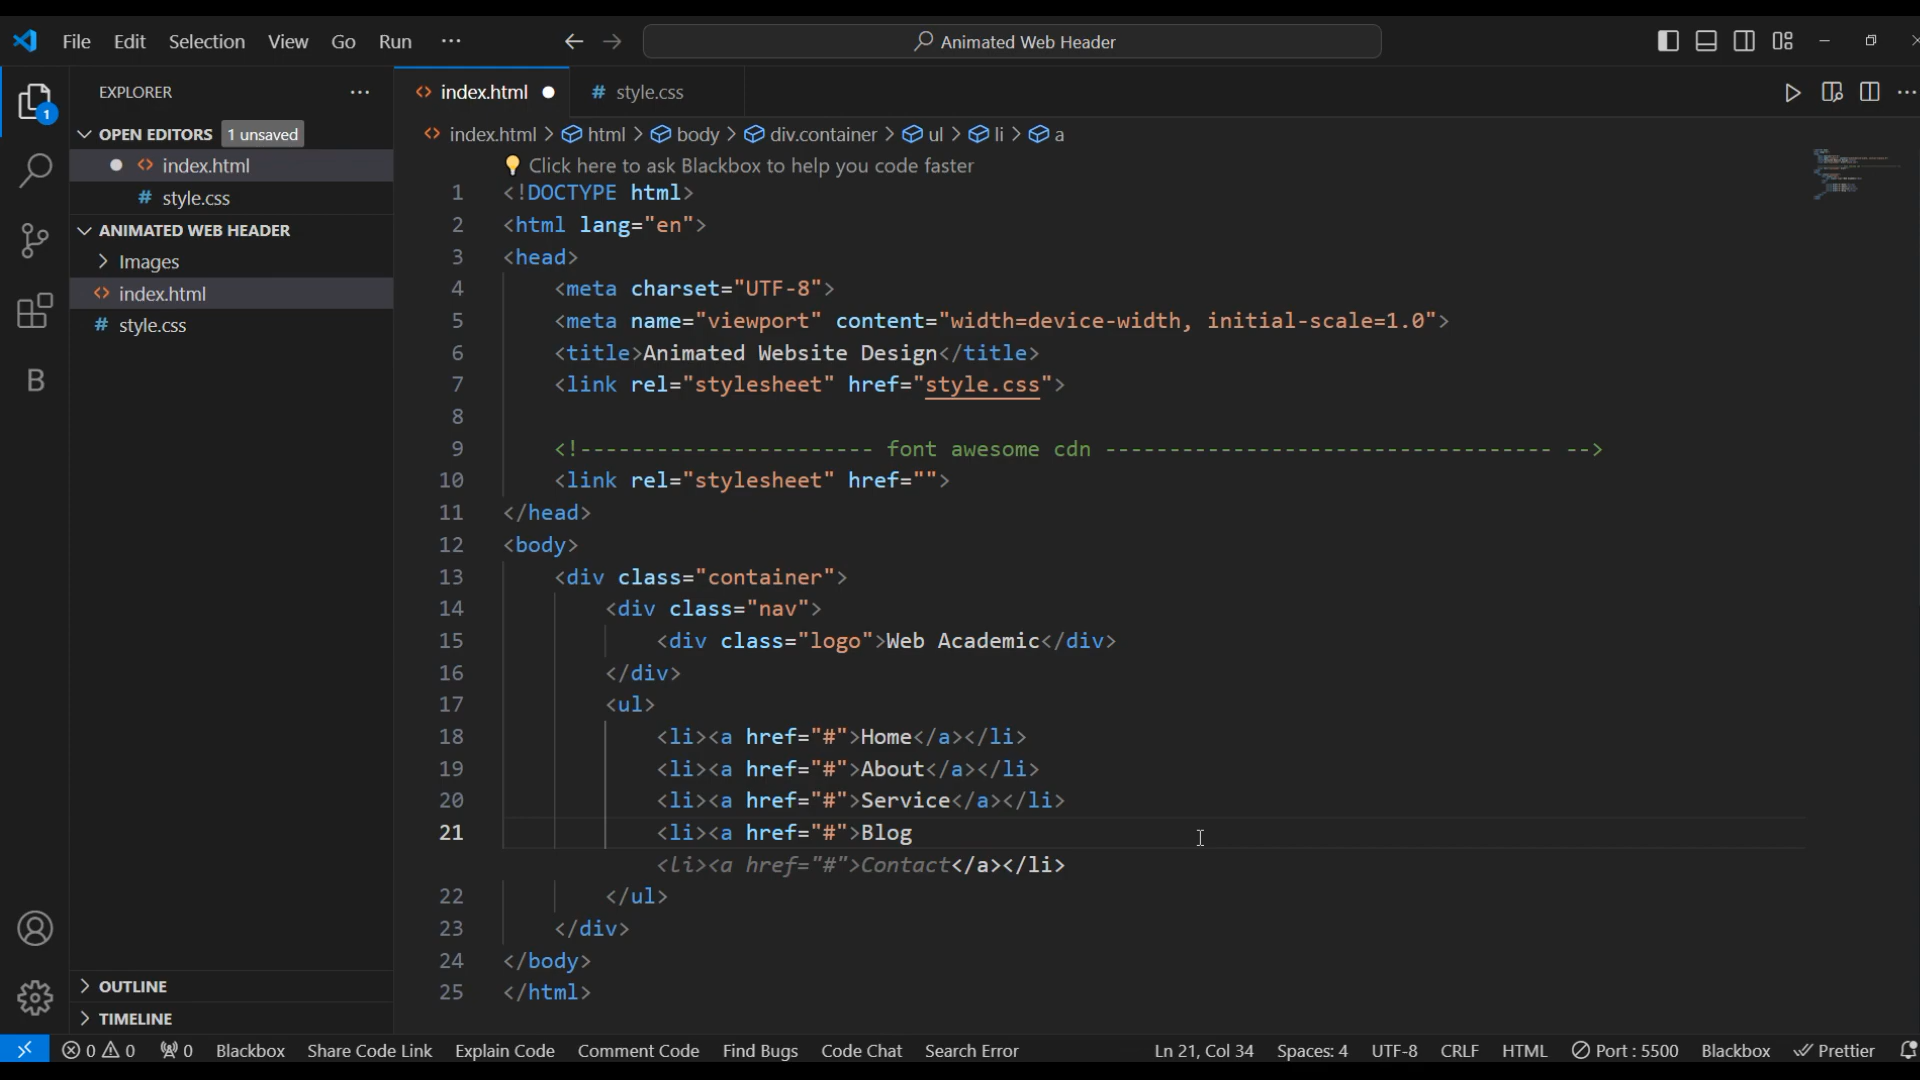 File Edit Selection View Go Run ··· Animated Web Header
EXPLORER ···
1
OPEN EDITORS 1 unsaved
index.html
# style.css
ANIMATED WEB HEADER
Images
index.html
# style.css
B
OUTLINE
TIMELINE
index.html # style.css ···
index.html > html > body > div.container > ul > li > a
Click here to ask Blackbox to help you code faster
1 <!DOCTYPE html>
2 <html lang="en">
3 <head>
4 <meta charset="UTF-8">
5 <meta name="viewport" content="width=device-width, initial-scale=1.0">
6 <title>Animated Website Design</title>
7 <link rel="stylesheet" href="style.css">
8
9 <!----------------------- font awesome cdn ----------------------------------- -->
10 <link rel="stylesheet" href="">
11 </head>
12 <body>
13 <div class="container">
14 <div class="nav">
15 <div class="logo">Web Academic</div>
16 </div>
17 <ul>
18 <li><a href="#">Home</a></li>
19 <li><a href="#">About</a></li>
20 <li><a href="#">Service</a></li>
21 <li><a href="#">Blog
<li><a href="#">Contact</a></li>
22 </ul>
23 </div>
24 </body>
25 </html>
0 0 0 Blackbox Share Code Link Explain Code Comment Code Find Bugs Code Chat Search Error Ln 21, Col 34 Spaces: 4 UTF-8 CRLF HTML Port : 5500 Blackbox Prettier